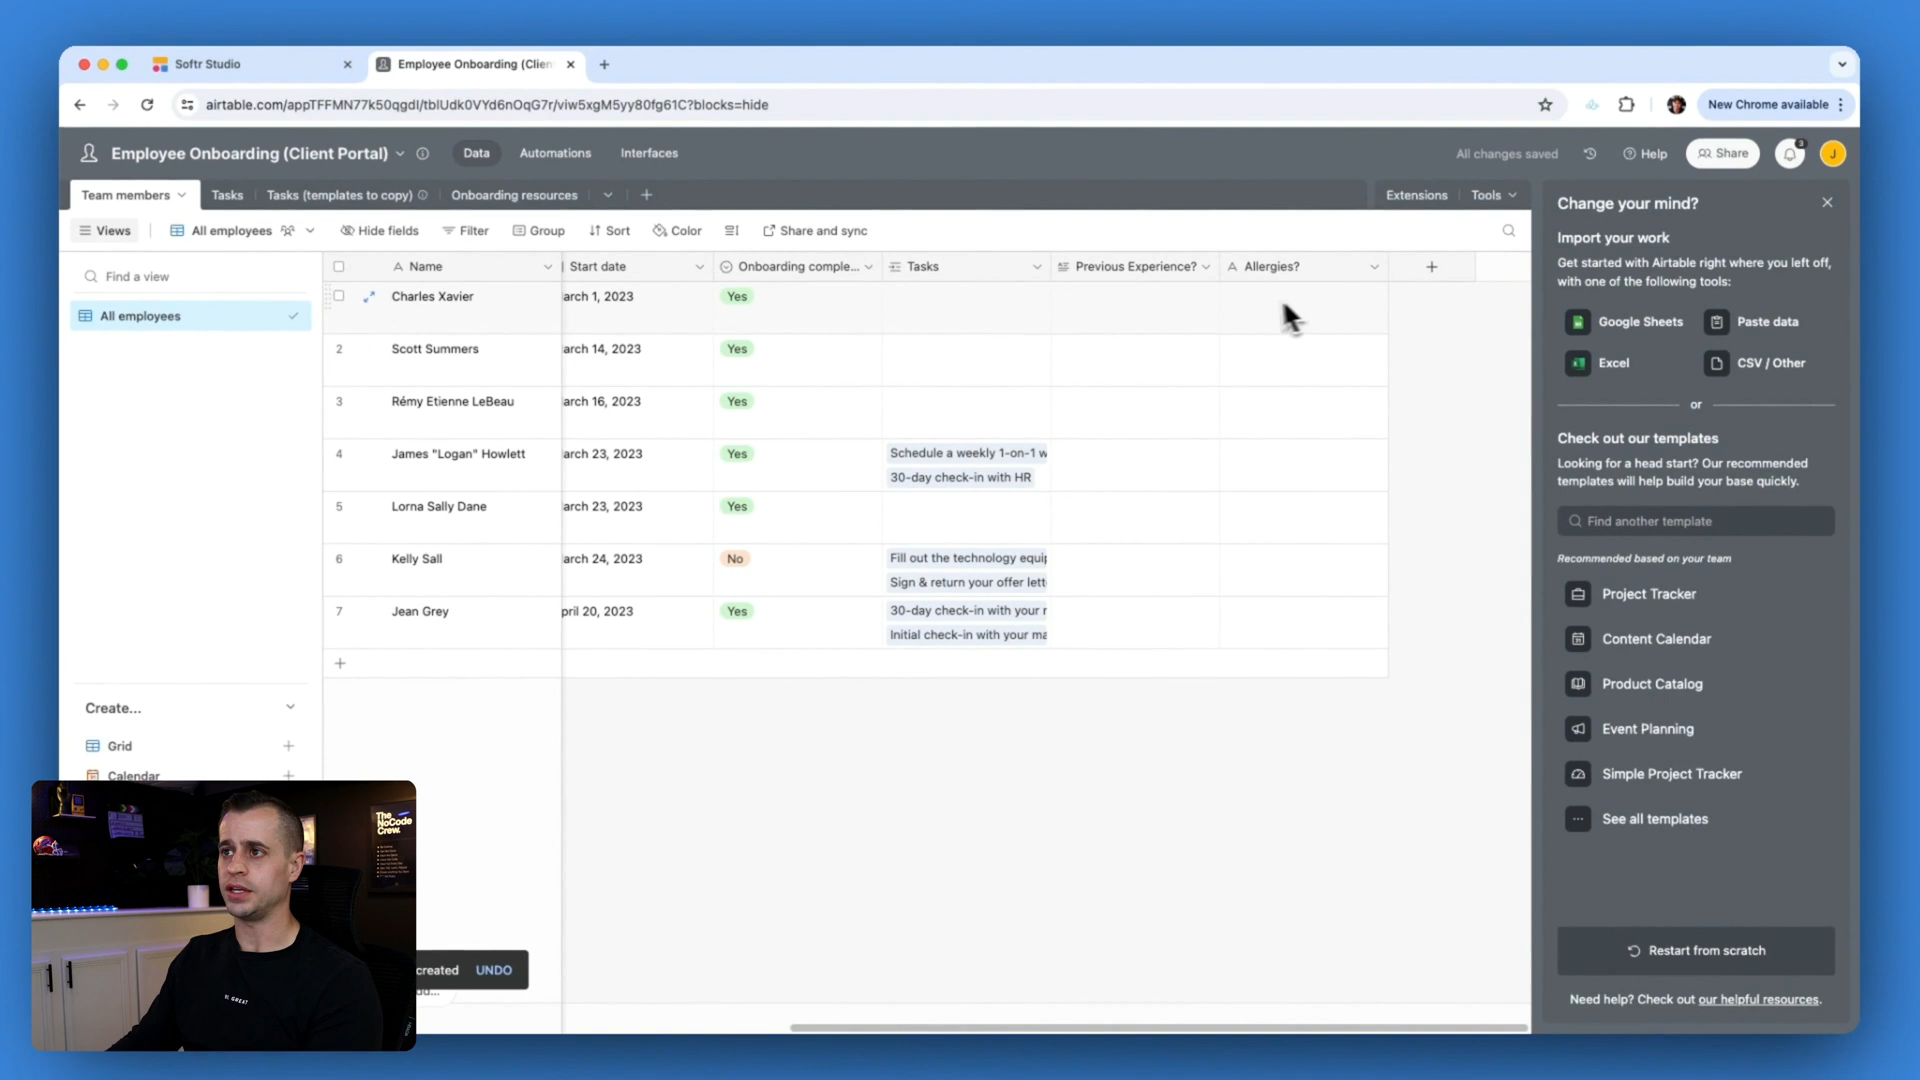 Softr Studio
Employee Onboarding (Clien
airtable.com/appTFFMN77k50qgdI/tblUdk0VYd6nOqG7r/viw5xgM5yy80fg61C?blocks=hide
New Chrome available
Employee Onboarding (Client Portal)
Data
Automations
Interfaces
All changes saved
Help
Share
3
J
Team members
Tasks
Tasks (templates to copy)
Onboarding resources
Extensions
Tools
Views
All employees
Hide fields
Filter
Group
Sort
Color
Share and sync
Find a view
All employees
Create...
Grid
Calendar
Name
Start date
Onboarding comple...
Tasks
Previous Experience?
Allergies?
Charles Xavier
arch 1, 2023
Yes
2
Scott Summers
arch 14, 2023
Yes
3
Rémy Etienne LeBeau
arch 16, 2023
Yes
4
James "Logan" Howlett
arch 23, 2023
Yes
Schedule a weekly 1-on-1 w
30-day check-in with HR
5
Lorna Sally Dane
arch 23, 2023
Yes
6
Kelly Sall
arch 24, 2023
No
Fill out the technology equip
Sign & return your offer lett
7
Jean Grey
pril 20, 2023
Yes
30-day check-in with your r
Initial check-in with your ma
created
UNDO
Change your mind?
Import your work
Get started with Airtable right where you left off,
with one of the following tools:
Google Sheets
Paste data
Excel
CSV / Other
or
Check out our templates
Looking for a head start? Our recommended
templates will help build your base quickly.
Find another template
Recommended based on your team
Project Tracker
Content Calendar
Product Catalog
Event Planning
Simple Project Tracker
See all templates
Restart from scratch
Need help? Check out our helpful resources.
The
NoCode
Crew.